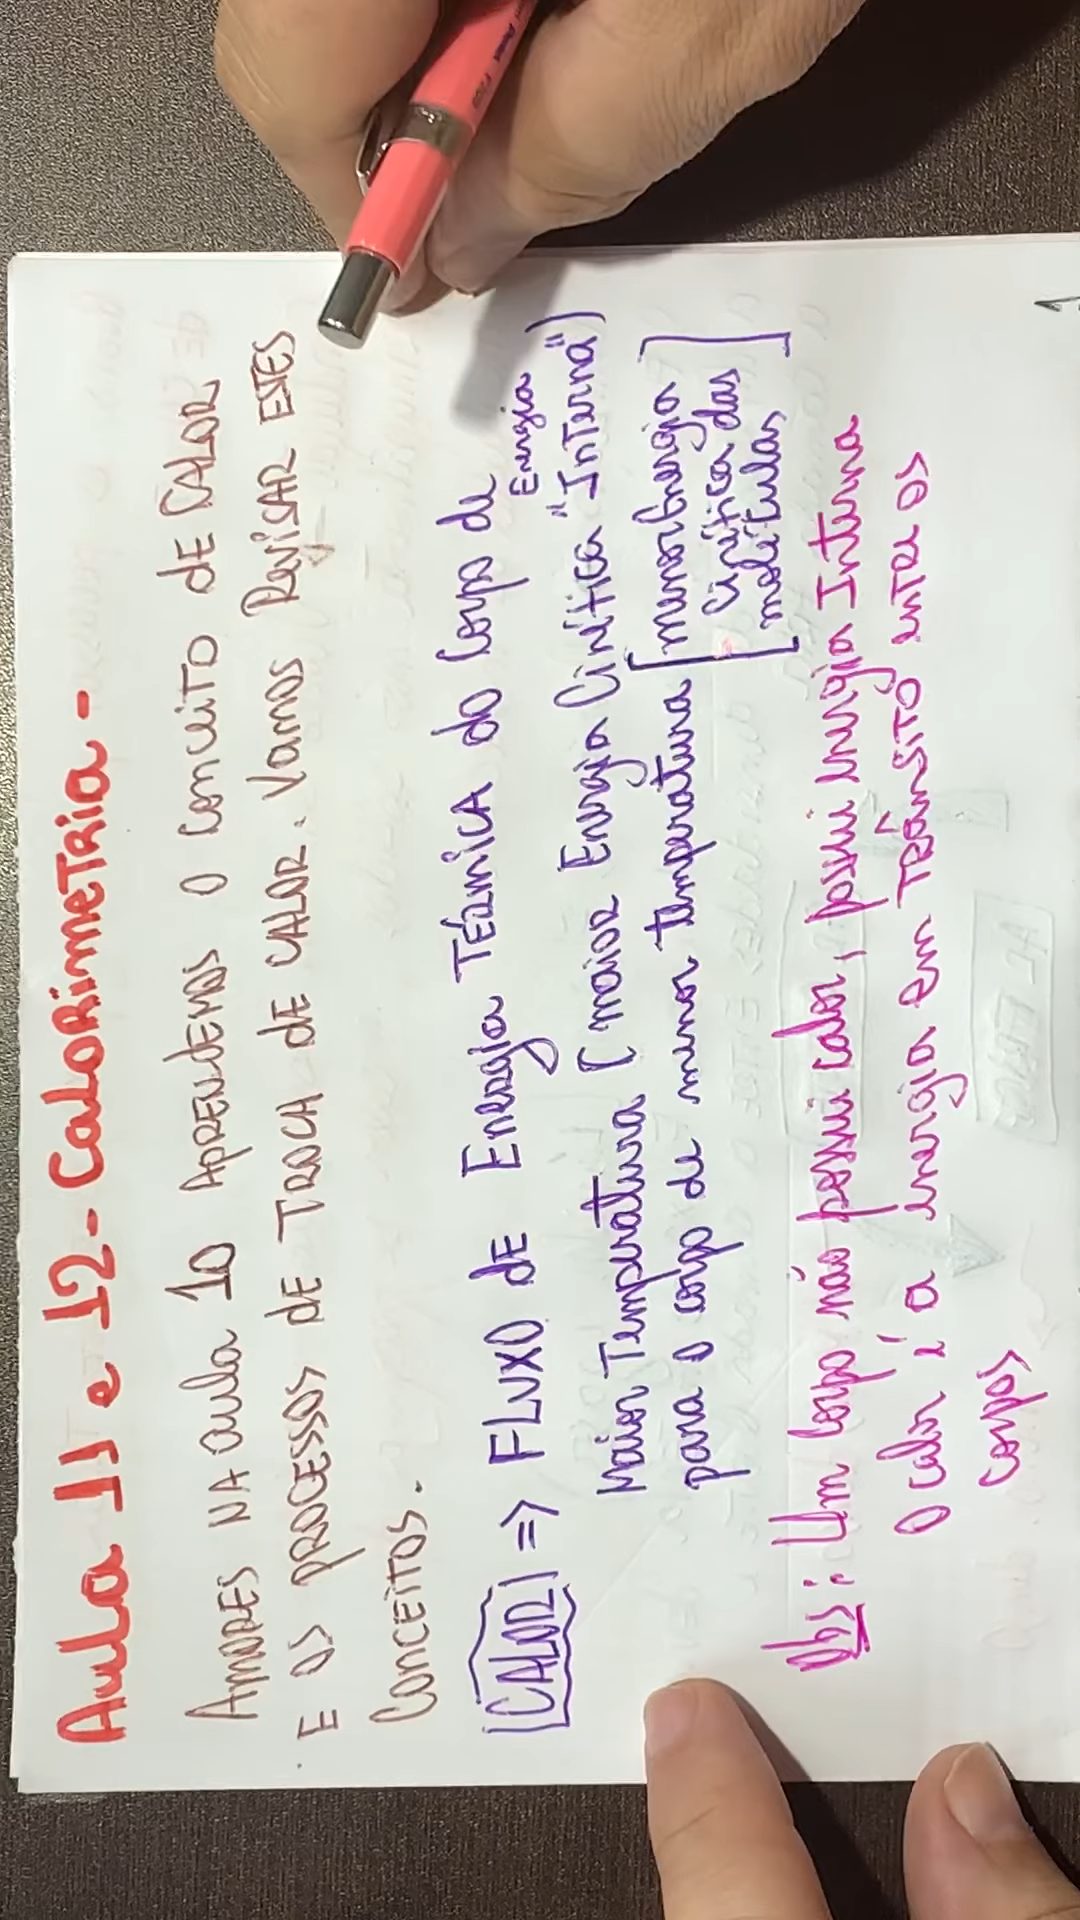 Aula 11 e 12 - CaloRimeTRia -
AMORES NA aula 10 APRENDEMOS O ConceiTO dE CALOR
E OS PROCESSOS dE TROCA dE CALOR. Vamos RevisAR ESTES
ConceiTOS.
CALOR => FLUXO dE Energia TÉRMICA do Corpo de
Maior Temperatura (maior Energia Cinética Energia "Interna")
para o corpo de menor temperatura [menor Energia
cinética das
moléculas]
Obs: Um corpo não possui calor, possui energia Interna
O calor é a energia em TRÂNSITO entre os
corpos